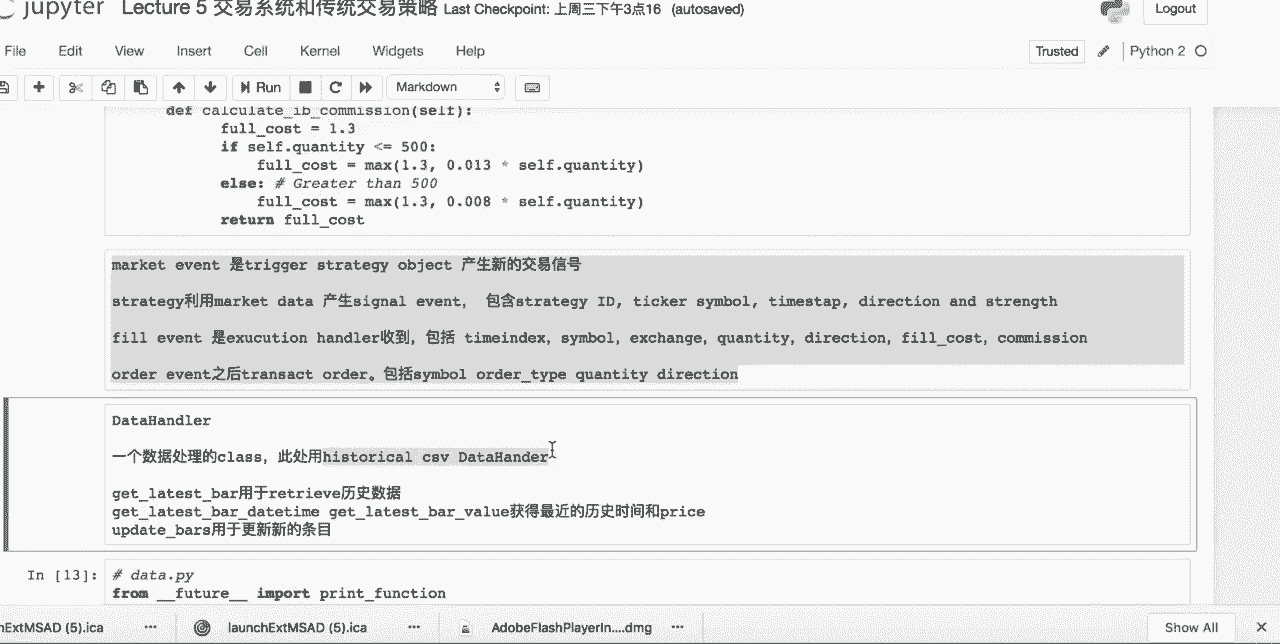 jupyter Lecture 5 交易系统和传统交易策略 Last Checkpoint: 上周三下午3点16 (autosaved)
Logout
File Edit View Insert Cell Kernel Widgets Help
Trusted Python 2
Run Markdown
def calculate_ib_commission(self):
full_cost = 1.3
if self.quantity <= 500:
full_cost = max(1.3, 0.013 * self.quantity)
else: # Greater than 500
full_cost = max(1.3, 0.008 * self.quantity)
return full_cost
market event 是trigger strategy object 产生新的交易信号
strategy利用market data 产生signal event， 包含strategy ID, ticker symbol, timestap, direction and strength
fill event 是exucution handler收到，包括 timeindex, symbol, exchange, quantity, direction, fill_cost, commission
order event之后transact order。包括symbol order_type quantity direction
DataHandler
一个数据处理的class，此处用historical csv DataHander
get_latest_bar用于retrieve历史数据
get_latest_bar_datetime get_latest_bar_value获得最近的历史时间和price
update_bars用于更新新的条目
In [13]: # data.py
from __future__ import print_function
hExtMSAD (5).ica launchExtMSAD (5).ica AdobeFlashPlayerIn....dmg Show All